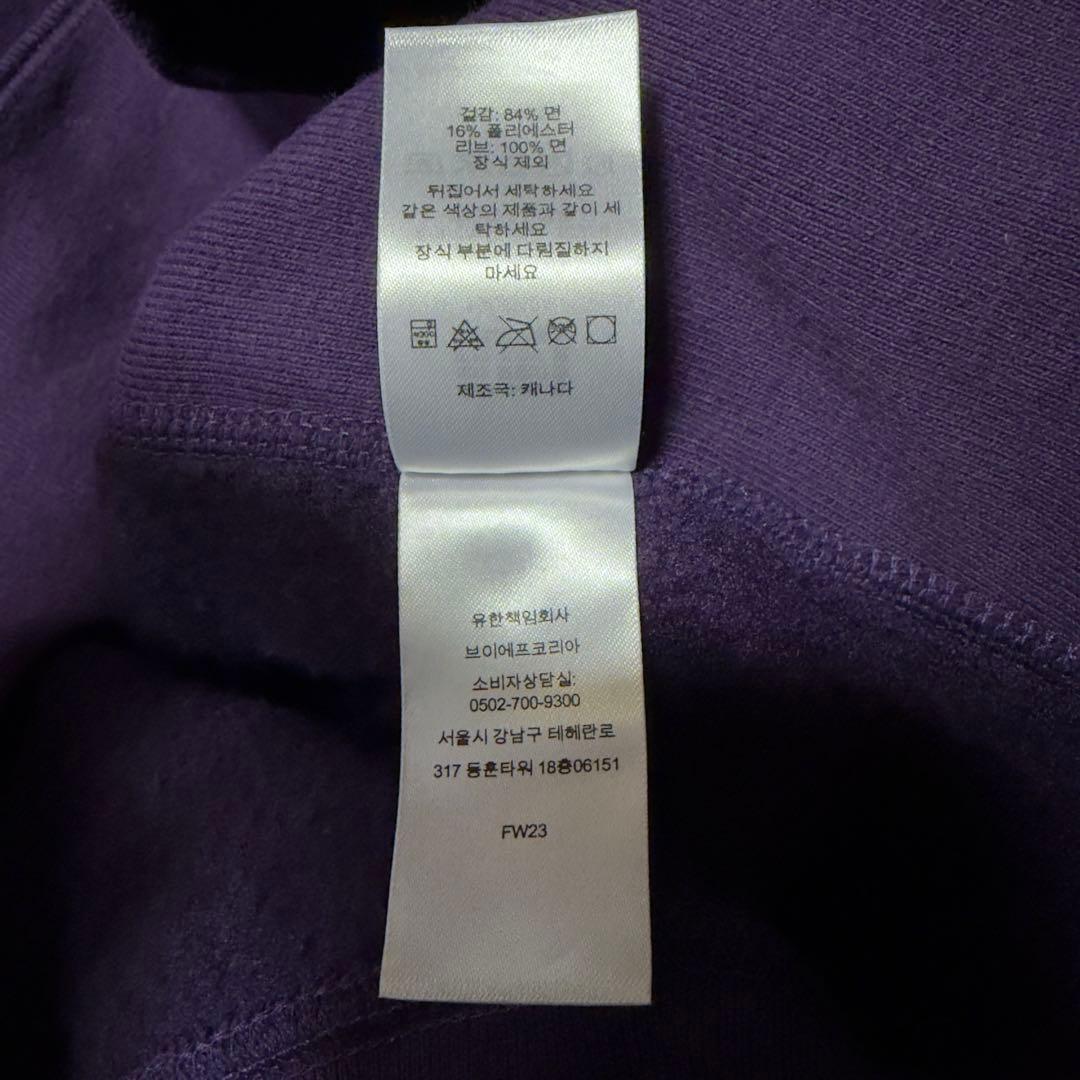 겉감: 84% 면
16% 폴리에스터
리브: 100% 면
장식 제외
뒤집어서 세탁하세요
같은 색상의 제품과 같이 세
탁하세요
장식 부분에 다림질하지
마세요
제조국: 캐나다
유한책임회사
브이에프코리아
소비자상담실:
0502-700-9300
서울시 강남구 테헤란로
317 동훈타워 18층06151
FW23